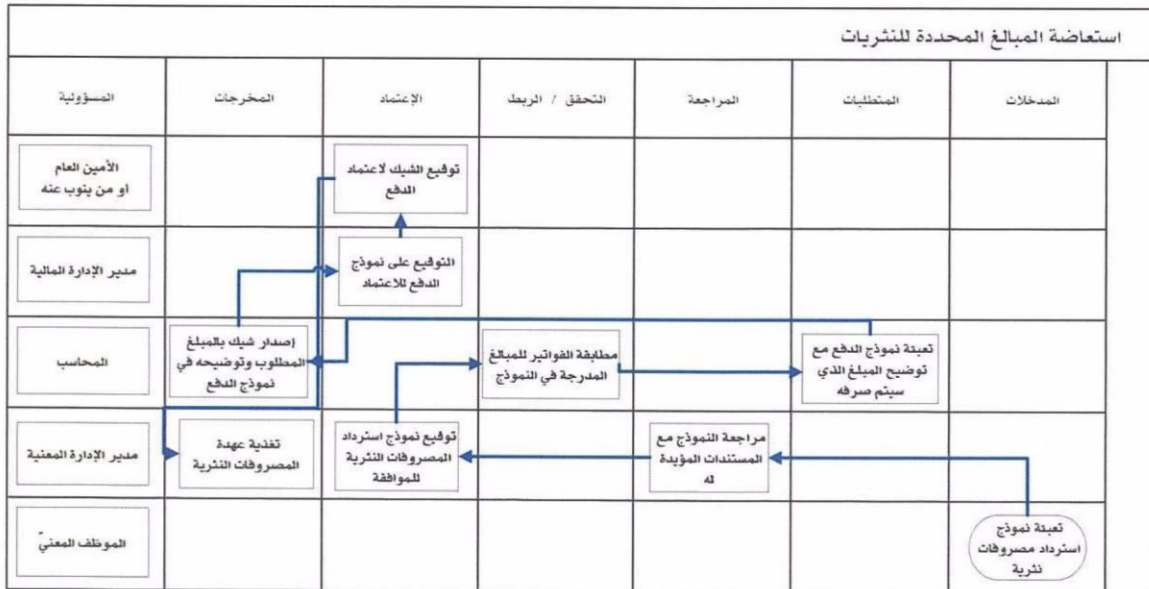 استعاضة المبالغ المحددة للنثريات
المدخلات
المتطلبات
المراجعة
التحقق / الربط
الإعتماد
المخرجات
المسؤولية
توقيع الشيك لاعتماد
الدفع
الأمين العام
او من ينوب عنه
التوقيع على نموذج
الدفع للاعتماد
مدير الإدارة المالية
تعبئة نموذج الدفع مع
توضيح المبلغ الذي
سيتم صرفه
مطابقة الفواتير للمبالغ
المدرجة في النموذج
إصدار شيك بالمبلغ
المطلوب وتوضيحه في
نموذج الدفع
المحاسب
مراجعة النموذج مع
المستندات المؤيدة
له
توقيع نموذج استرداد
المصروفات النثرية
للموافقة
تغذية عهدة
المصروفات النثرية
مدير الإدارة المعنية
تعبئة نموذج
استرداد مصروفات
نثرية
الموظف المعنيّ